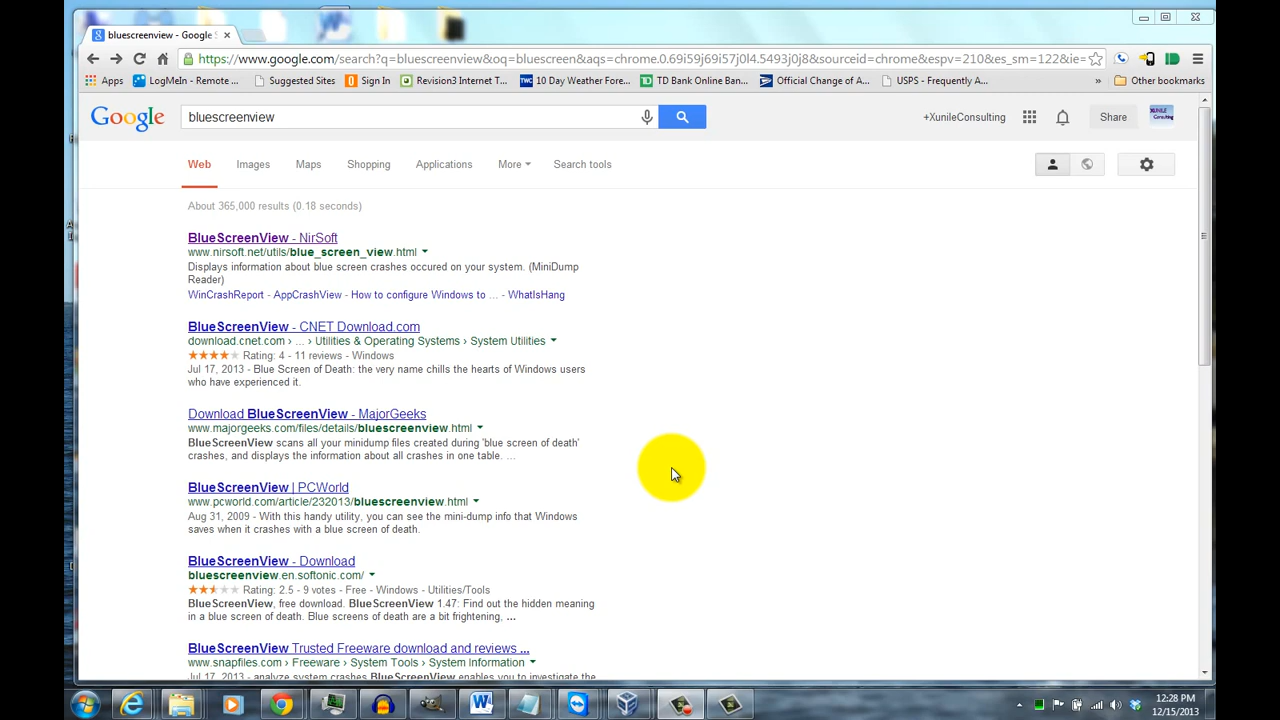 bluescreenview - Google S
https://www.google.com/search?q=bluescreenview&oq=bluescreen&aqs=chrome.0.69i59j69i57j0l4.5493j0j8&sourceid=chrome&espv=210&es_sm=122&ie=
Apps LogMeIn - Remote ... Suggested Sites Sign In Revision3 Internet T... 10 Day Weather Fore... TD Bank Online Ban... Official Change of A... USPS - Frequently A... » Other bookmarks
Google bluescreenview +XunileConsulting Share
Web Images Maps Shopping Applications More Search tools
About 365,000 results (0.18 seconds)
BlueScreenView - NirSoft
www.nirsoft.net/utils/blue_screen_view.html
Displays information about blue screen crashes occured on your system. (MiniDump
Reader)
WinCrashReport - AppCrashView - How to configure Windows to ... - WhatIsHang
BlueScreenView - CNET Download.com
download.cnet.com › ... › Utilities & Operating Systems › System Utilities
Rating: 4 - 11 reviews - Windows
Jul 17, 2013 - Blue Screen of Death: the very name chills the hearts of Windows users
who have experienced it.
Download BlueScreenView - MajorGeeks
www.majorgeeks.com/files/details/bluescreenview.html
BlueScreenView scans all your minidump files created during 'blue screen of death'
crashes, and displays the information about all crashes in one table. ...
BlueScreenView | PCWorld
www.pcworld.com/article/232013/bluescreenview.html
Aug 31, 2009 - With this handy utility, you can see the mini-dump info that Windows
saves when it crashes with a blue screen of death.
BlueScreenView - Download
bluescreenview.en.softonic.com/
Rating: 2.5 - 9 votes - Free - Windows - Utilities/Tools
BlueScreenView, free download. BlueScreenView 1.47: Find out the hidden meaning
in a blue screen of death. Blue screens of death are a bit frightening, ...
BlueScreenView Trusted Freeware download and reviews ...
www.snapfiles.com › Freeware › System Tools › System Information
Jul 17, 2013 - analyze system crashes BlueScreenView enables you to investigate the
12:28 PM
12/15/2013